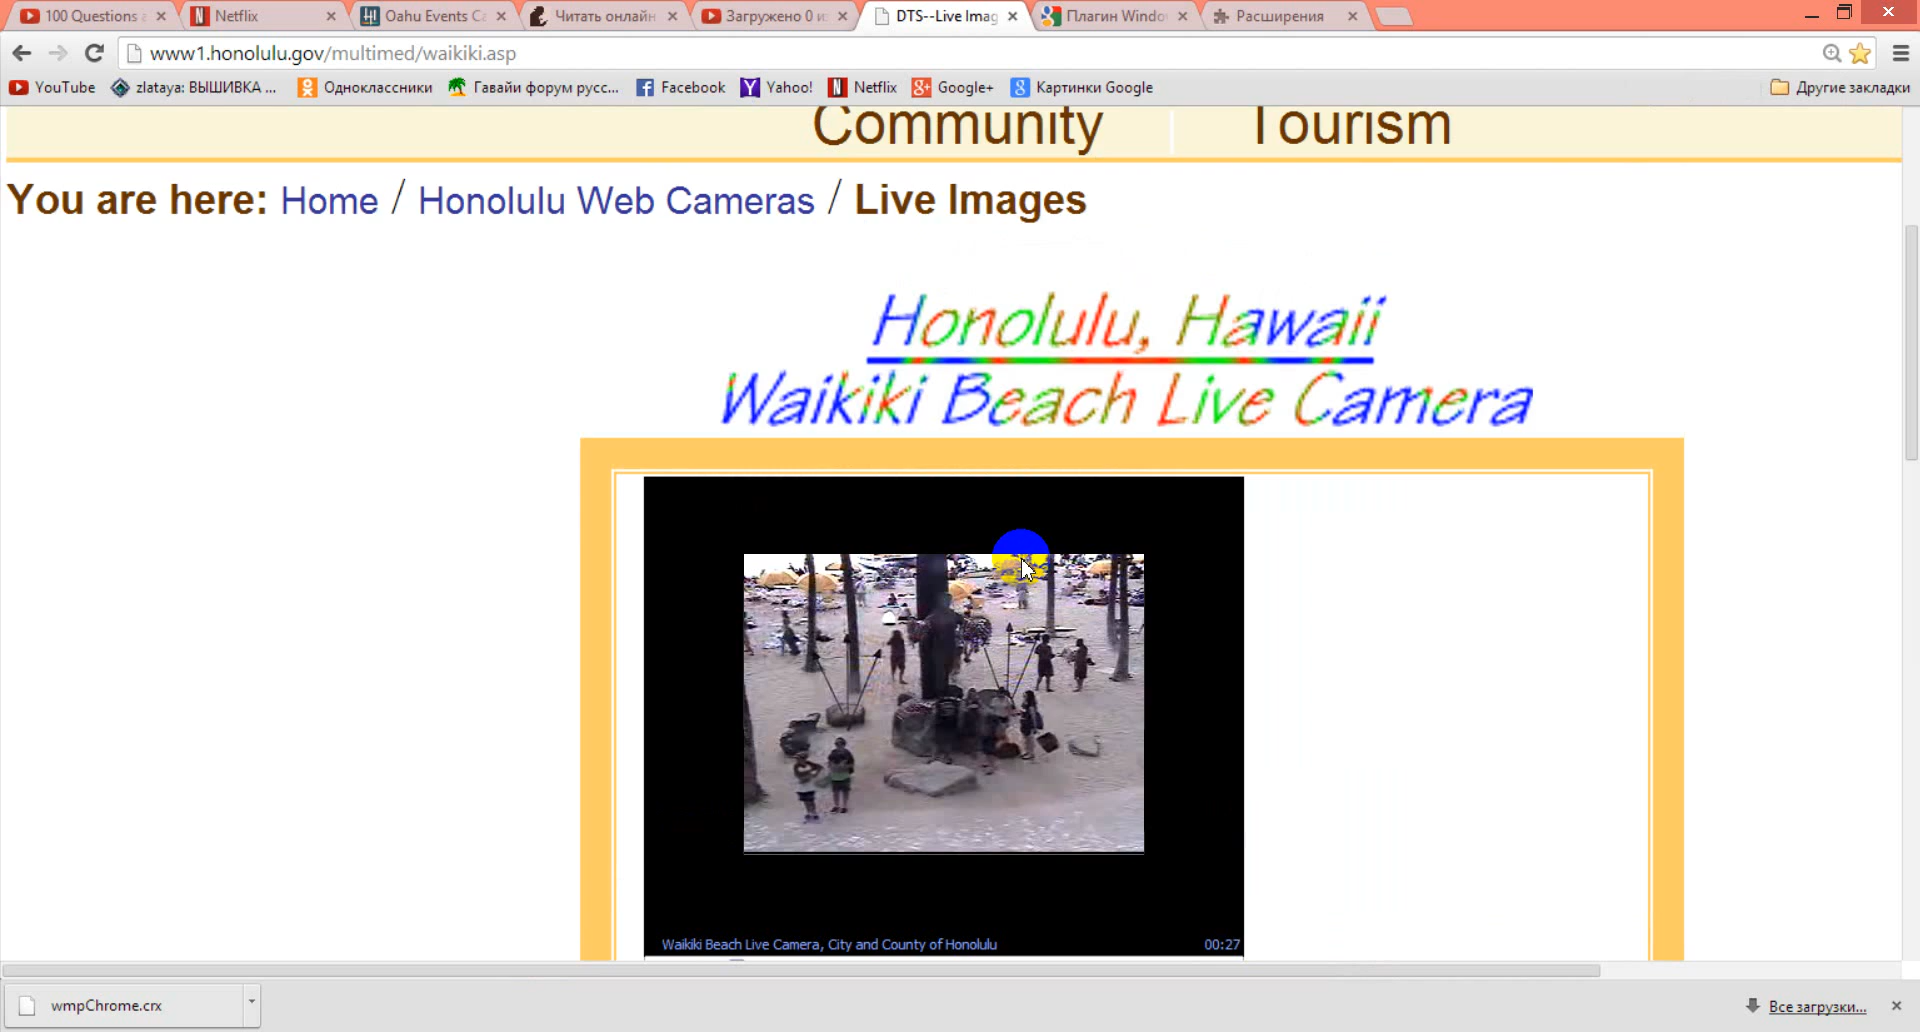 100 Questions a
Netflix
Oahu Events Ca
Читать онлайн
Загружено 0 и
DTS--Live Imag
Плагин Windo
Расширения
www1.honolulu.gov/multimed/waikiki.asp
YouTube
zlataya: ВЫШИВКА ...
Одноклассники
Гавайи форум русс...
Facebook
Yahoo!
Netflix
Google+
Картинки Google
Другие закладки
Community Tourism
You are here: Home / Honolulu Web Cameras / Live Images
Honolulu, Hawaii
Waikiki Beach Live Camera
Waikiki Beach Live Camera, City and County of Honolulu 00:27
wmpChrome.crx
Все загрузки...